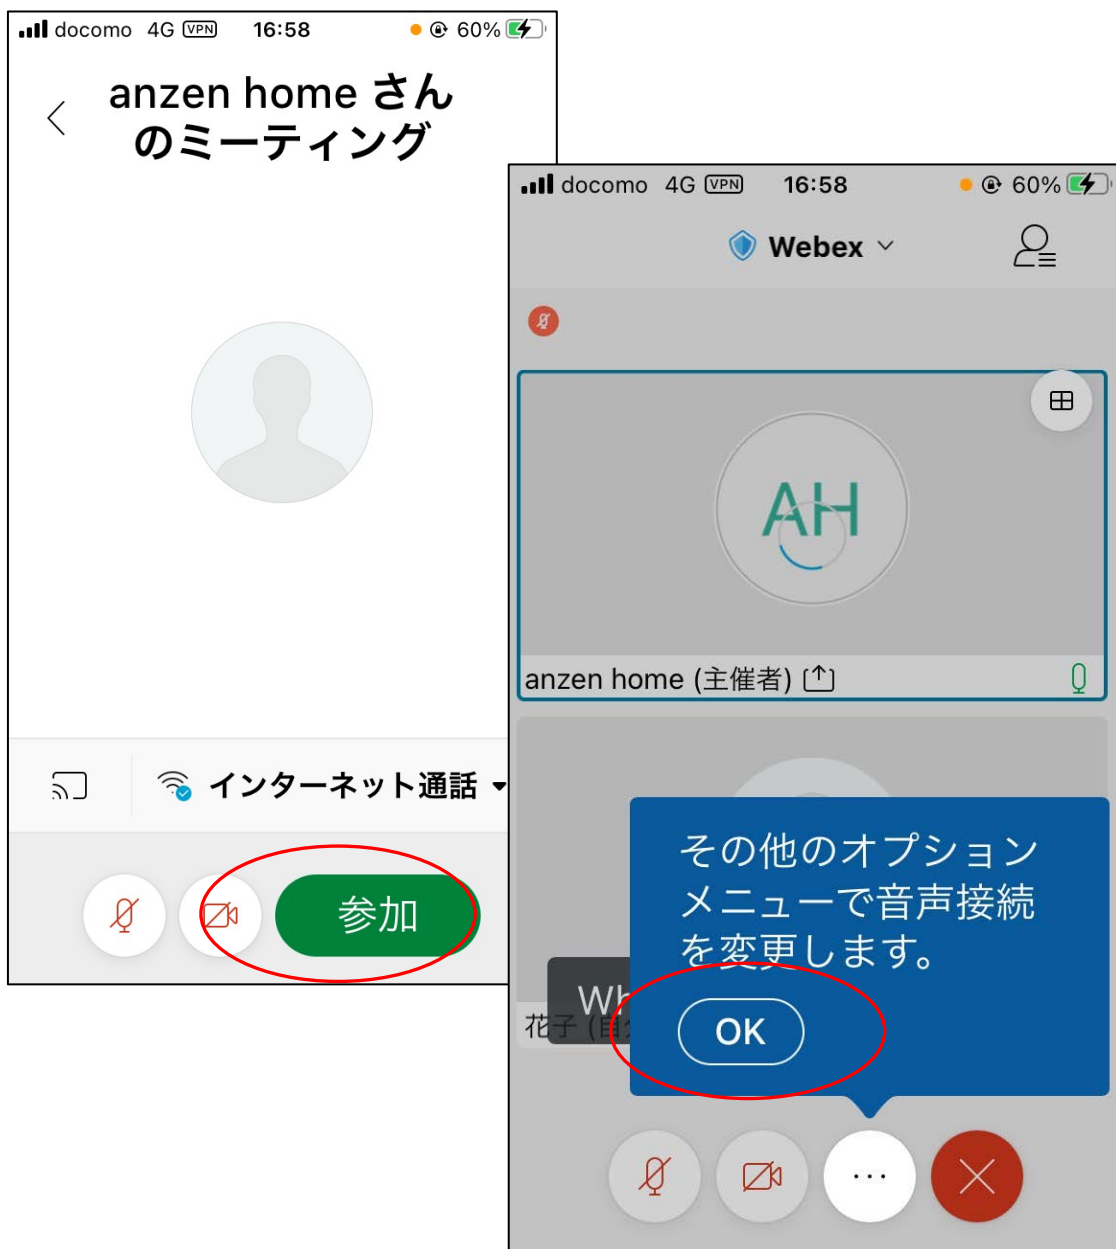 docomo 4G VPN 16:58 60%
anzen home さん
のミーティング
インターネット通話
参加
docomo 4G VPN 16:58 60%
Webex
AH
anzen home (主催者)
その他のオプション
メニューで音声接続
を変更します。
Wh
花子 (自
OK